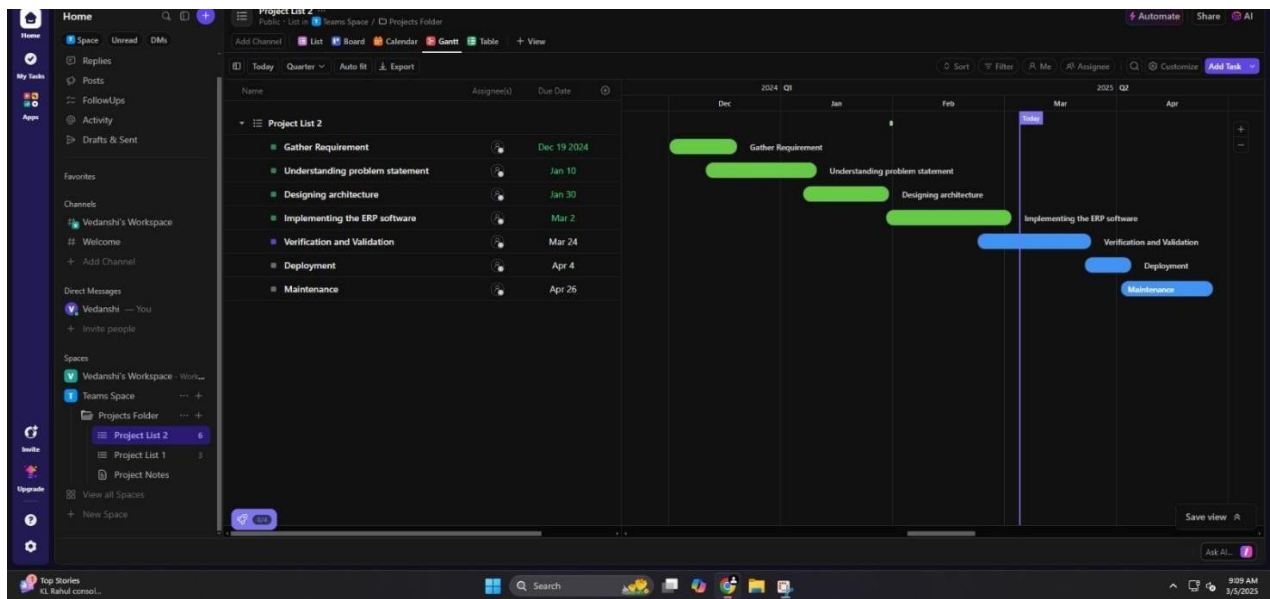 Home
My Tasks
Apps
Invite
Upgrade
Home
Space Unread DMs
Replies
Posts
FollowUps
Activity
Drafts & Sent
Favorites
Channels
Vedanshi's Workspace
Welcome
Add Channel
Direct Messages
V Vedanshi — You
Invite people
Spaces
V Vedanshi's Workspace - Work...
T Teams Space
Projects Folder
Project List 2 6
Project List 1 3
Project Notes
View all Spaces
New Space
Project List 2 ...
Public · List in T Teams Space / Projects Folder
Automate Share AI
Add Channel List Board Calendar Gantt Table + View
Today Quarter Auto fit Export
Sort Filter Me Assignee Customize Add Task
Name Assignee(s) Due Date
2024 Q1 2025 Q2
Dec Jan Feb Mar Apr
Today
Project List 2
Gather Requirement Dec 19 2024
Understanding problem statement Jan 10
Designing architecture Jan 30
Implementing the ERP software Mar 2
Verification and Validation Mar 24
Deployment Apr 4
Maintenance Apr 26
Gather Requirement
Understanding problem statement
Designing architecture
Implementing the ERP software
Verification and Validation
Deployment
Maintenance
0/4
Save view
Ask AI...
1
Top Stories
KL Rahul consol...
Search
9:09 AM
3/5/2025